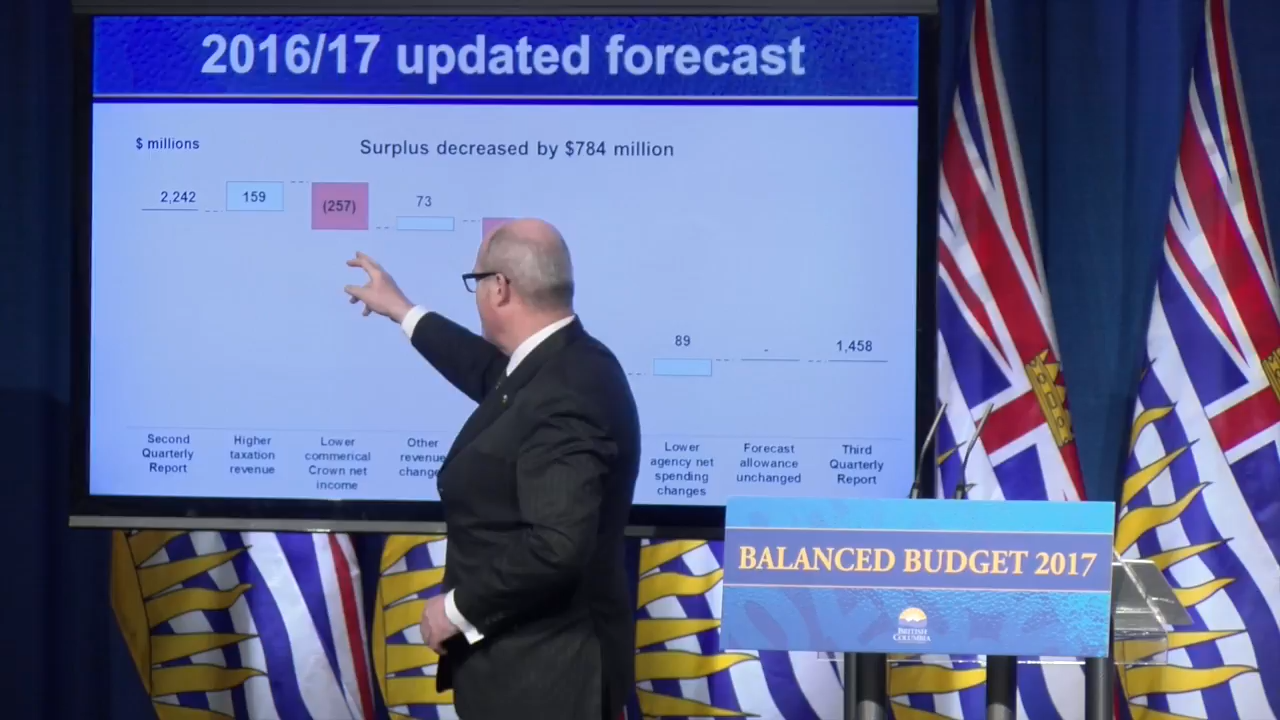 2016/17 updated forecast
$ millions
Surplus decreased by $784 million
2,242
159
(257)
73
89
-
1,458
Second
Quarterly
Report
Higher
taxation
revenue
Lower
commerical
Crown net
income
Other
revenue
Lower
agency net
spending
changes
Forecast
allowance
unchanged
Third
Quarterly
Report
BALANCED BUDGET 2017
BRITISH
COLUMBIA